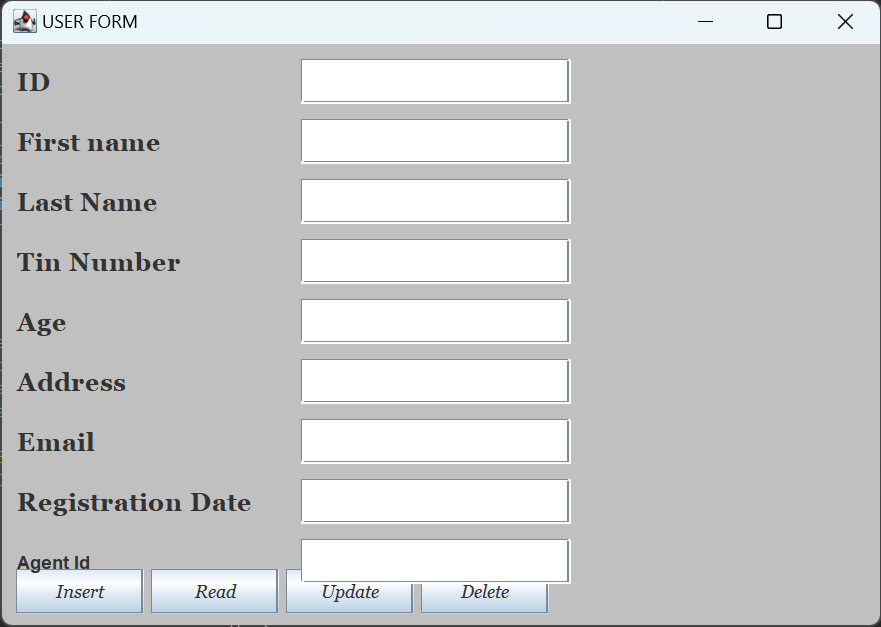 USER FORM
ID
First name
Last Name
Tin Number
Age
Address
Email
Registration Date
Agent Id
Insert Read Update Delete